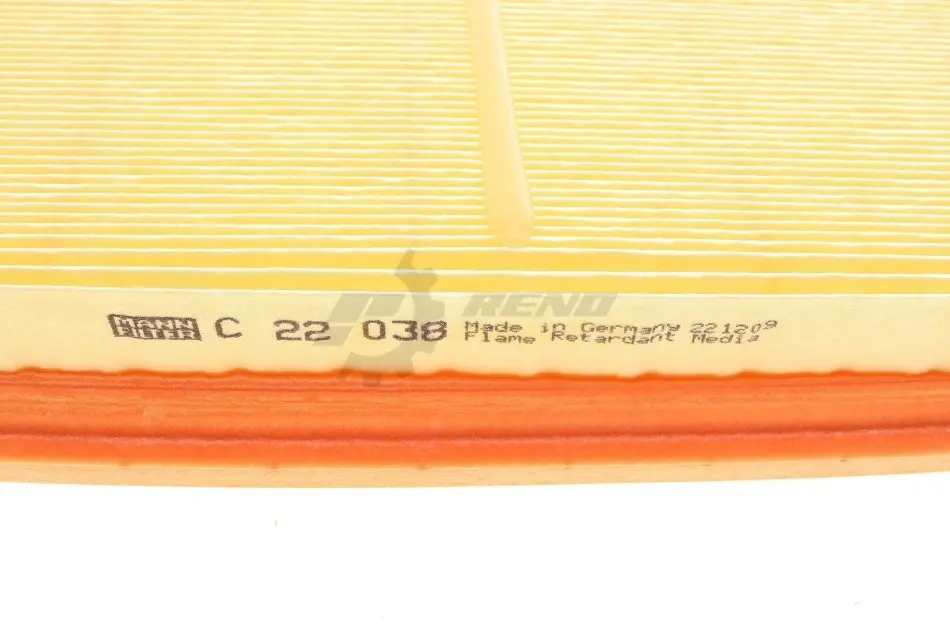 MANN FILTER C 22 038 Made in Germany 221209
Flame Retardant Media
RENO